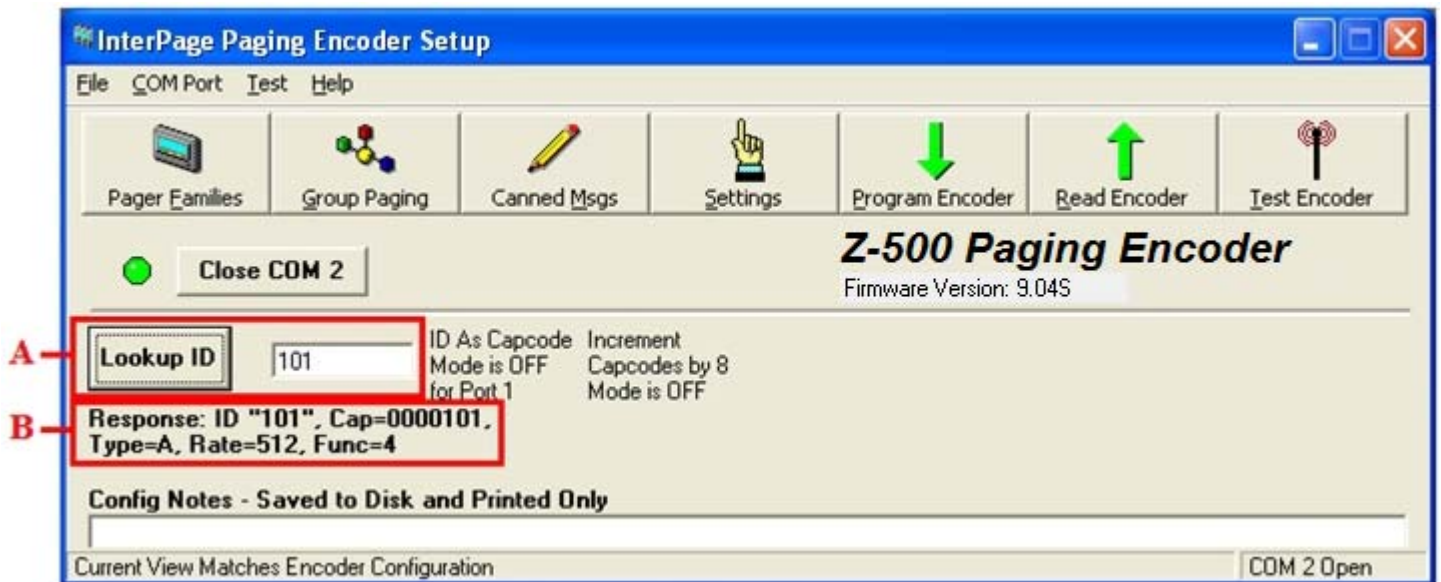 InterPage Paging Encoder Setup
File COM Port Test Help
Pager Families
Group Paging
Canned Msgs
Settings
Program Encoder
Read Encoder
Test Encoder
Close COM 2
Z-500 Paging Encoder
Firmware Version: 9.04S
A
Lookup ID
101
ID As Capcode
Mode is OFF
for Port 1
Increment
Capcodes by 8
Mode is OFF
B
Response: ID "101", Cap=0000101,
Type=A, Rate=512, Func=4
Config Notes - Saved to Disk and Printed Only
Current View Matches Encoder Configuration
COM 2 Open